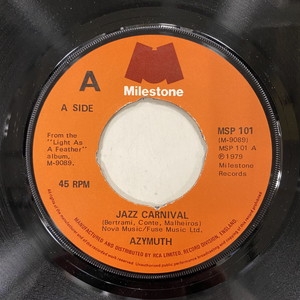 A
Milestone
A SIDE
MSP 101
(M-9089)
MSP 101 A
℗1979
Milestone
Records
From the
"Light As
A Feather"
album,
M-9089.
45 RPM
JAZZ CARNIVAL
(Bertrami, Conte, Malheiros)
Nova Music/Fuse Music Ltd.
AZYMUTH
MANUFACTURED AND DISTRIBUTED BY RCA LIMITED, RECORD DIVISION, ENGLAND.